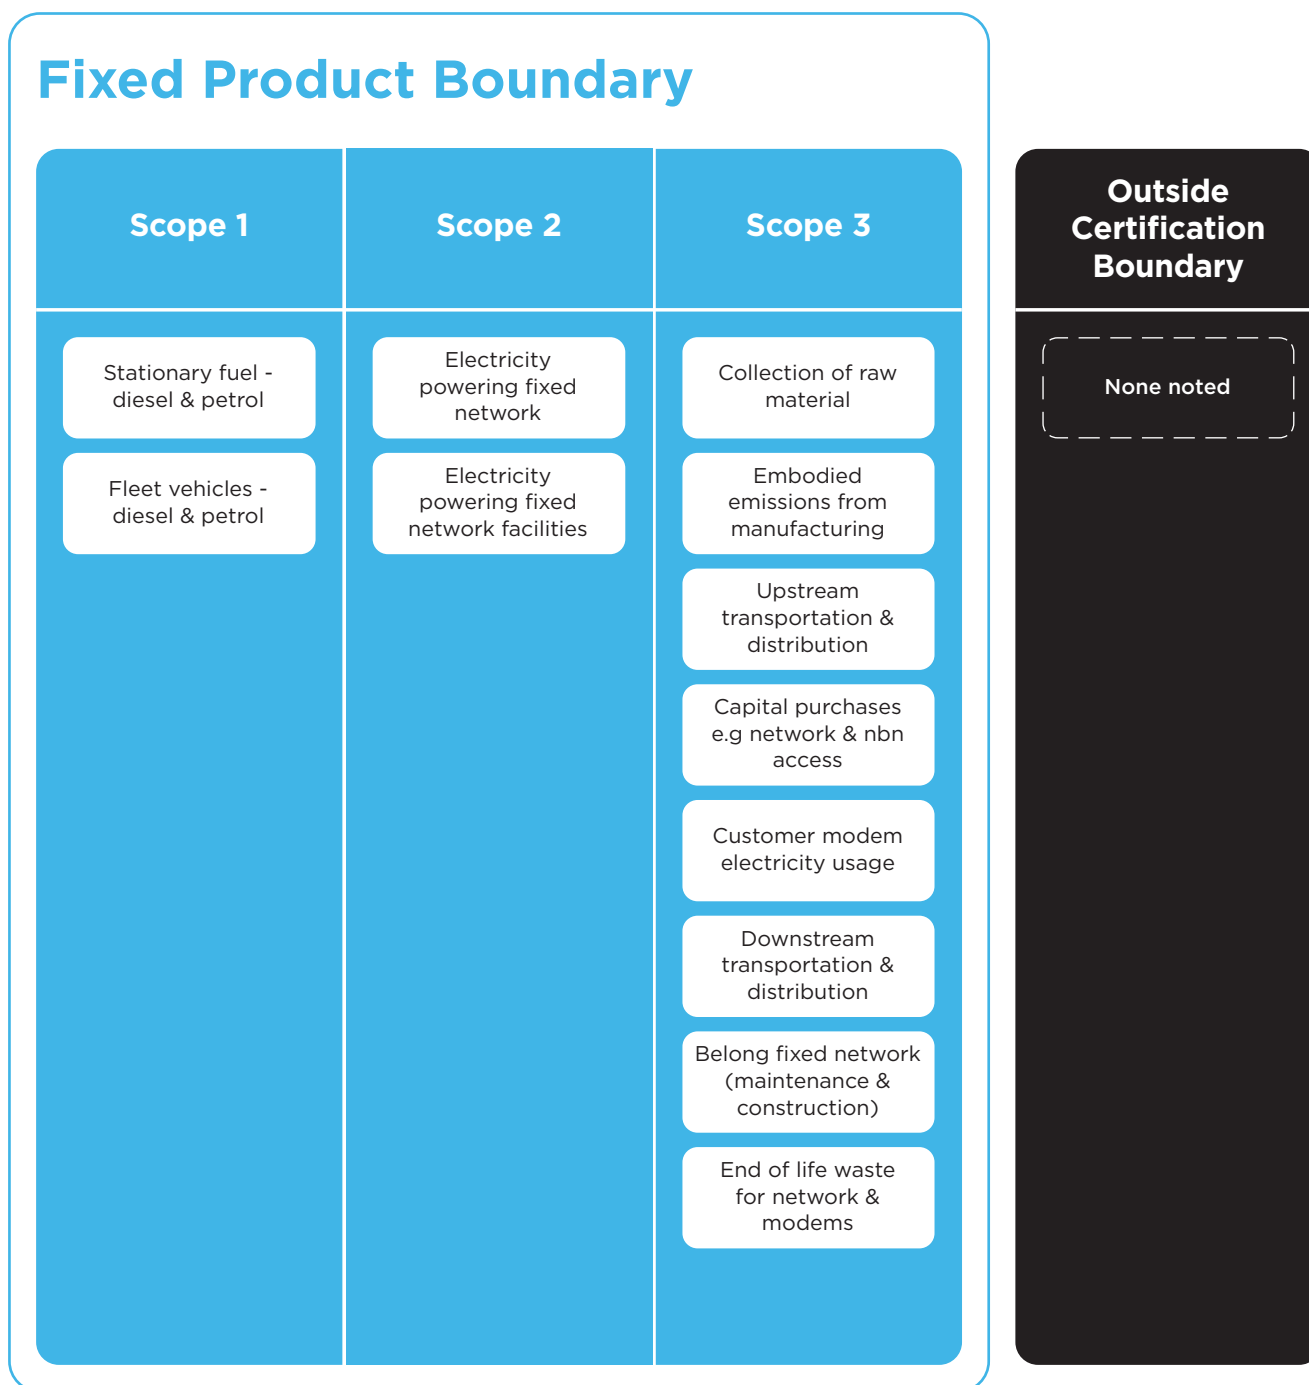 Fixed Product Boundary
Scope 1
Stationary fuel -
diesel & petrol
Fleet vehicles -
diesel & petrol
Scope 2
Electricity
powering fixed
network
Electricity
powering fixed
network facilities
Scope 3
Collection of raw
material
Embodied
emissions from
manufacturing
Upstream
transportation &
distribution
Capital purchases
e.g network & nbn
access
Customer modem
electricity usage
Downstream
transportation &
distribution
Belong fixed network
(maintenance &
construction)
End of life waste
for network &
modems
Outside
Certification
Boundary
None noted